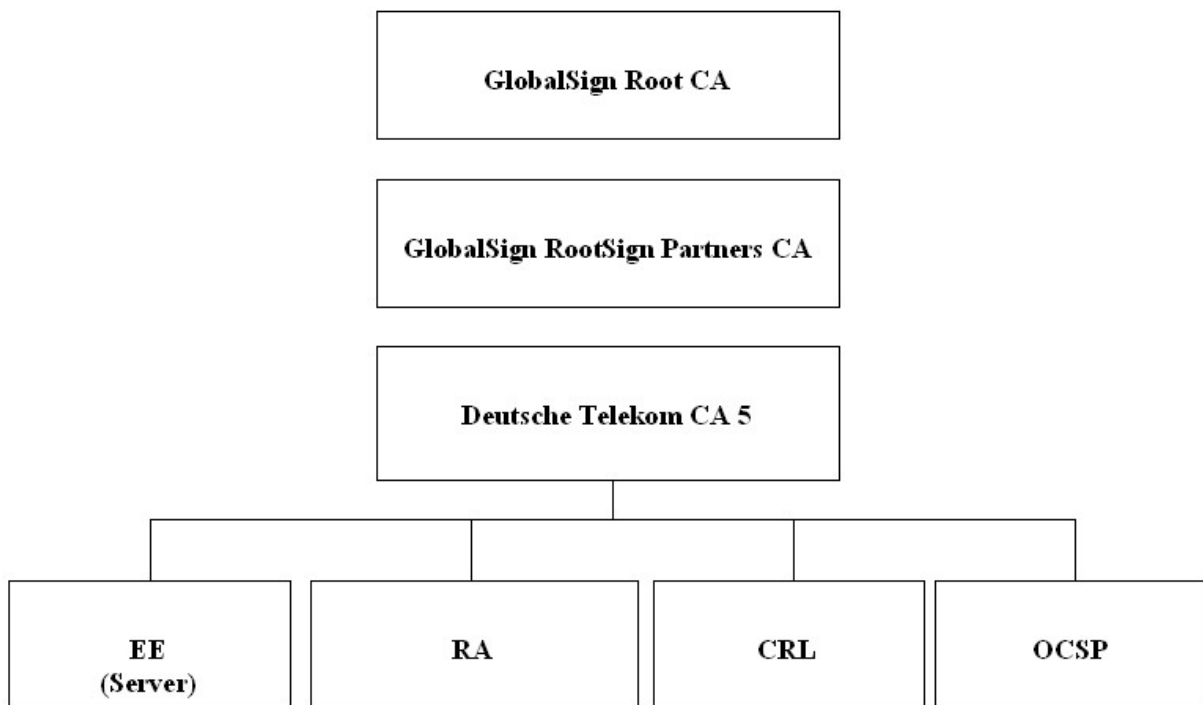 GlobalSign Root CA
GlobalSign RootSign Partners CA
Deutsche Telekom CA 5
EE
(Server)
RA
CRL
OCSP